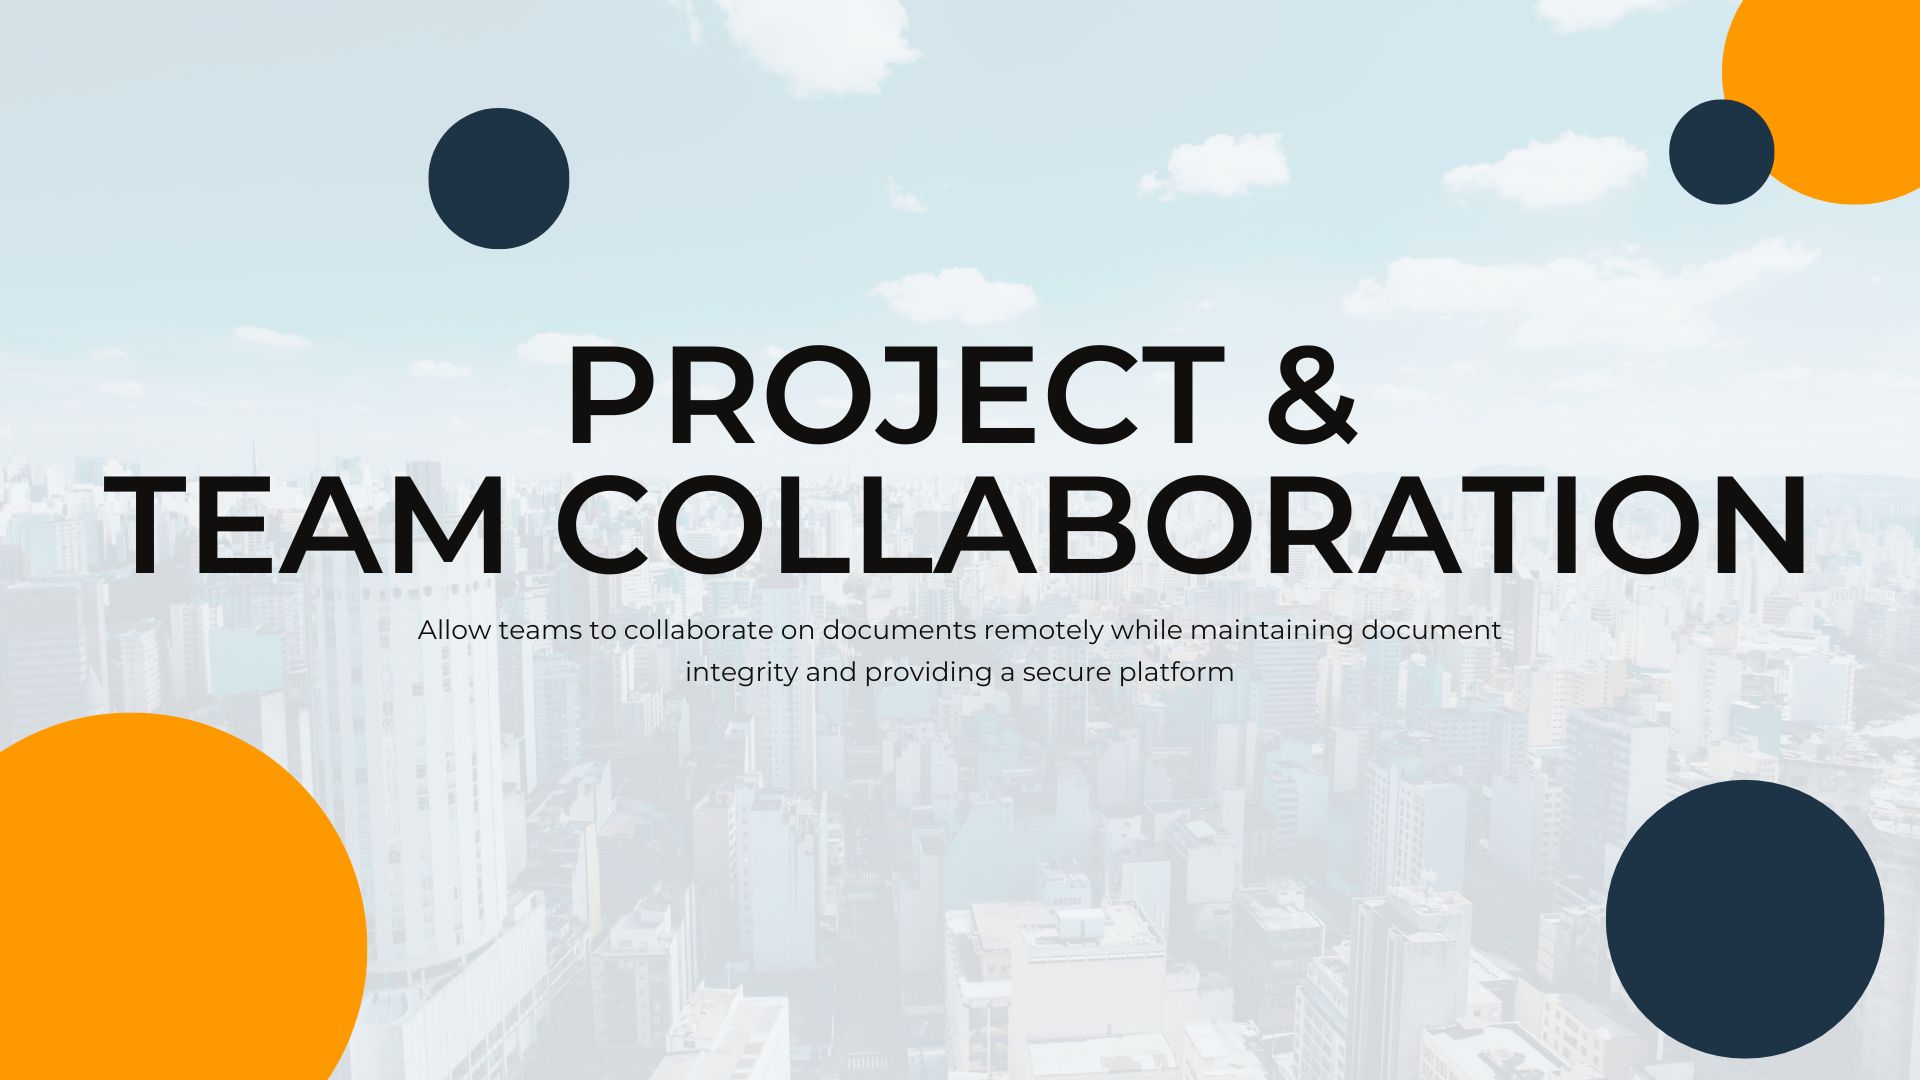 PROJECT &
TEAM COLLABORATION
Allow teams to collaborate on documents remotely while maintaining document
integrity and providing a secure platform